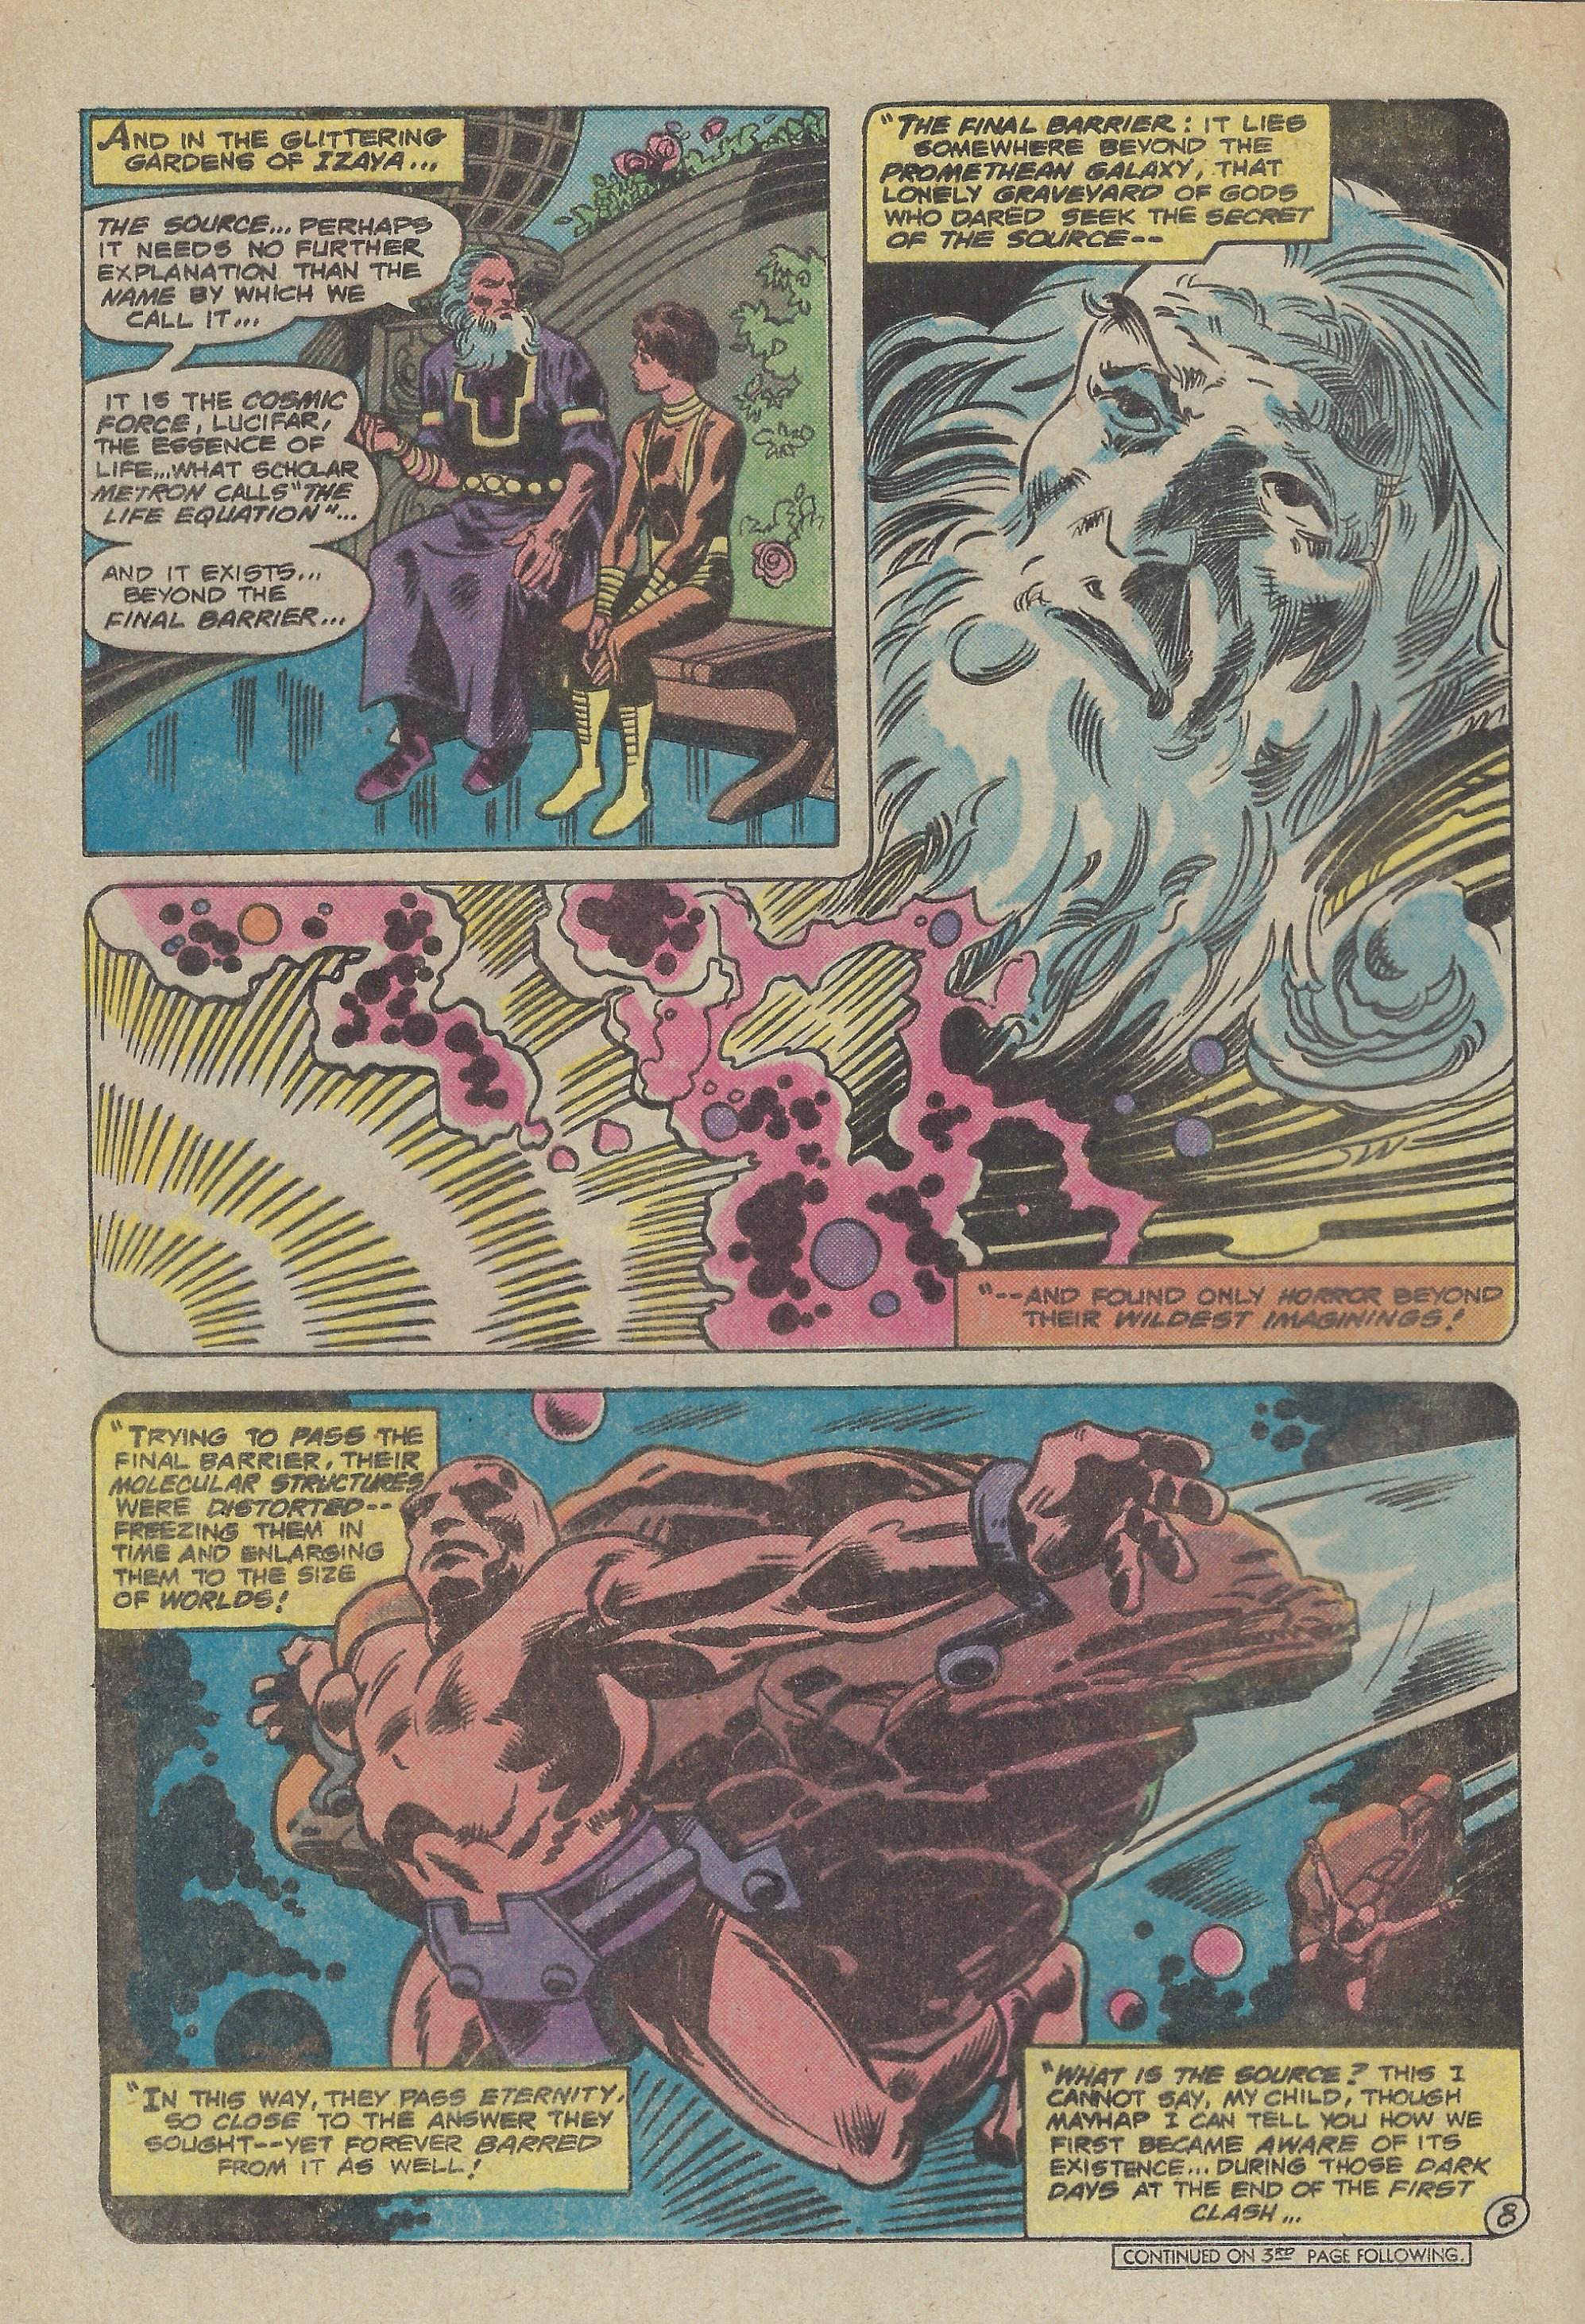 AND IN THE GLITTERING
GARDENS OF IZAYA...
THE SOURCE... PERHAPS
IT NEEDS NO FURTHER
EXPLANATION THAN THE
NAME BY WHICH WE
CALL IT...
IT IS THE COSMIC
FORCE, LUCIFAR,
THE ESSENCE OF
LIFE...WHAT SCHOLAR
METRON CALLS "THE
LIFE EQUATION"...
AND IT EXISTS...
BEYOND THE
FINAL BARRIER...
"THE FINAL BARRIER: IT LIES
SOMEWHERE BEYOND THE
PROMETHEAN GALAXY, THAT
LONELY GRAVEYARD OF GODS
WHO DARED SEEK THE SECRET
OF THE SOURCE--
"--AND FOUND ONLY HORROR BEYOND
THEIR WILDEST IMAGININGS!
"TRYING TO PASS THE
FINAL BARRIER, THEIR
MOLECULAR STRUCTURES
WERE DISTORTED--
FREEZING THEM IN
TIME AND ENLARGING
THEM TO THE SIZE
OF WORLDS!
"IN THIS WAY, THEY PASS ETERNITY,
SO CLOSE TO THE ANSWER THEY
SOUGHT--YET FOREVER BARRED
FROM IT AS WELL!
"WHAT IS THE SOURCE? THIS I
CANNOT SAY, MY CHILD, THOUGH
MAYHAP I CAN TELL YOU HOW WE
FIRST BECAME AWARE OF ITS
EXISTENCE... DURING THOSE DARK
DAYS AT THE END OF THE FIRST
CLASH...
8
CONTINUED ON 3RD PAGE FOLLOWING.